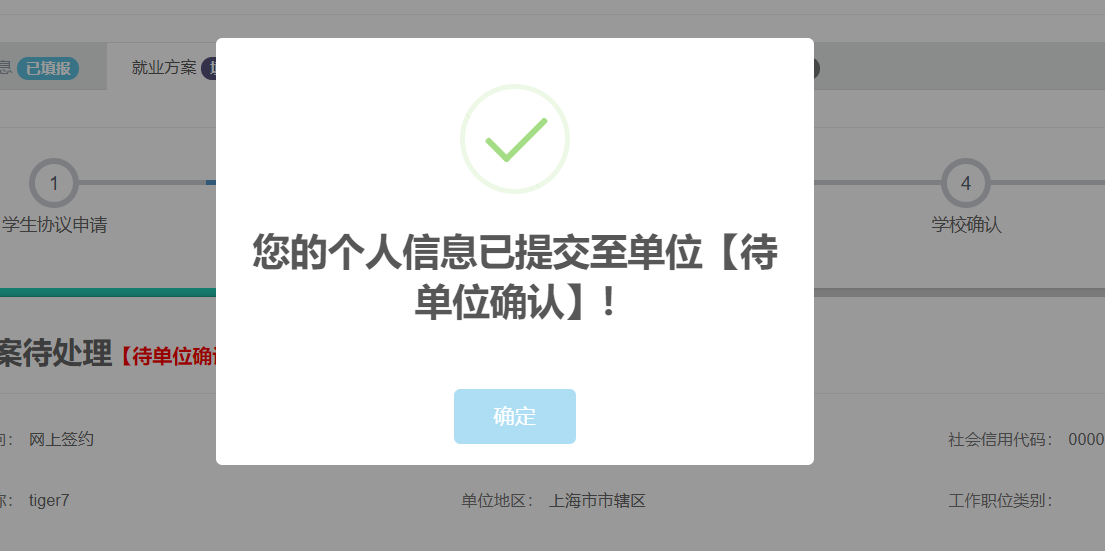 息 已填报 就业方案
1
4
学生协议申请
学校确认
您的个人信息已提交至单位【待
单位确认】!
案待处理【待单位确
确定
网上签约
社会信用代码： 0000
tiger7
单位地区： 上海市市辖区
工作职位类别：